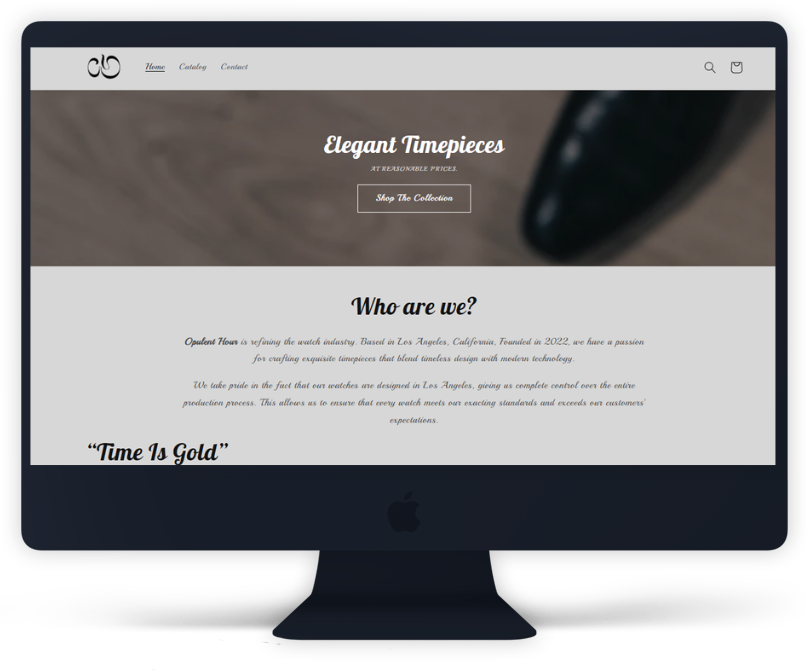 Home Catalog Contact
Elegant Timepieces
AT REASONABLE PRICES.
Shop The Collection
Who are we?
Opulent Hour is refining the watch industry. Based in Los Angeles, California, Founded in 2022, we have a passion
for crafting exquisite timepieces that blend timeless design with modern technology.
We take pride in the fact that our watches are designed in Los Angeles, giving us complete control over the entire
production process. This allows us to ensure that every watch meets our exacting standards and exceeds our customers'
expectations.
“Time Is Gold”